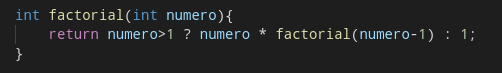 int factorial(int numero){
    return numero>1 ? numero * factorial(numero-1) : 1;
}